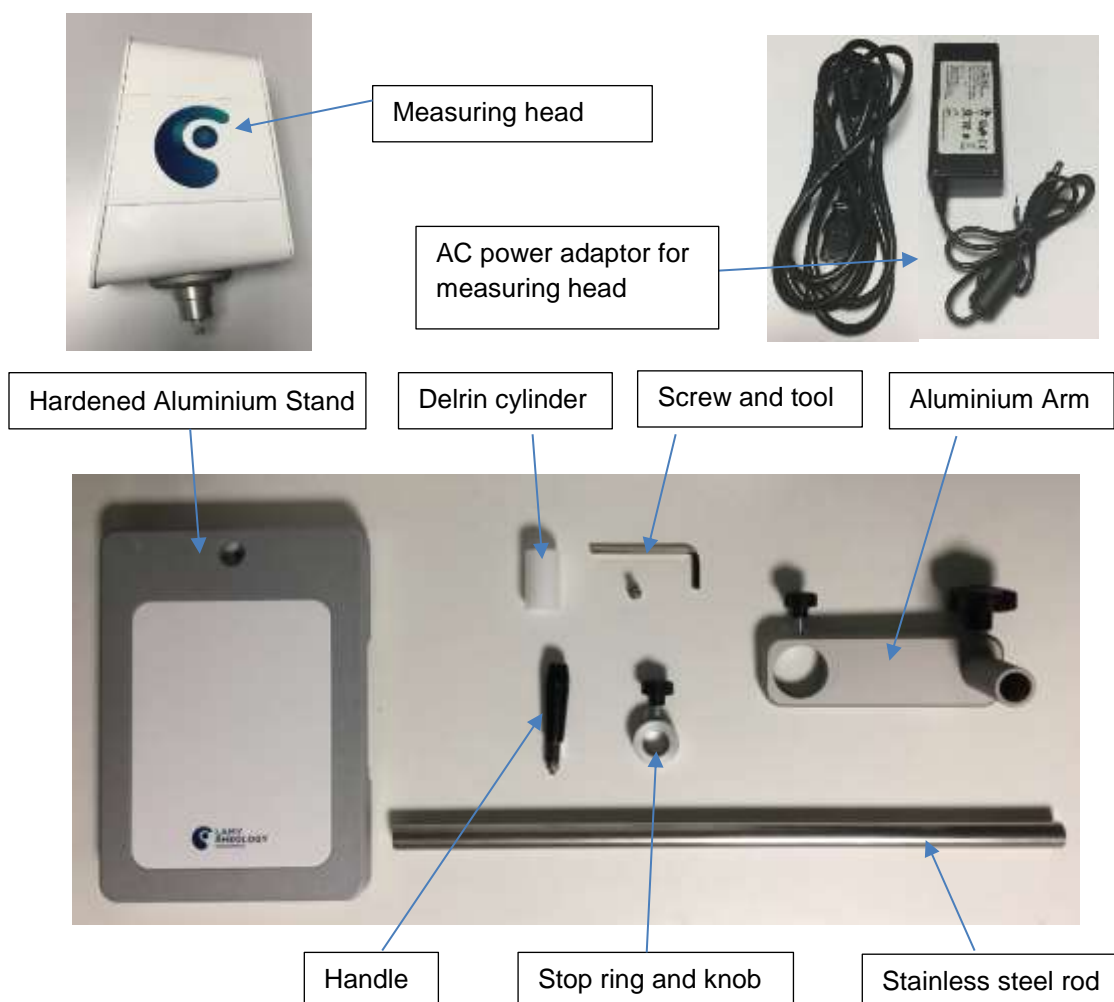 Measuring head
AC power adaptor for
measuring head
Hardened Aluminium Stand
Delrin cylinder
Screw and tool
Aluminium Arm
LAMY
RHEOLOGY
Handle
Stop ring and knob
Stainless steel rod